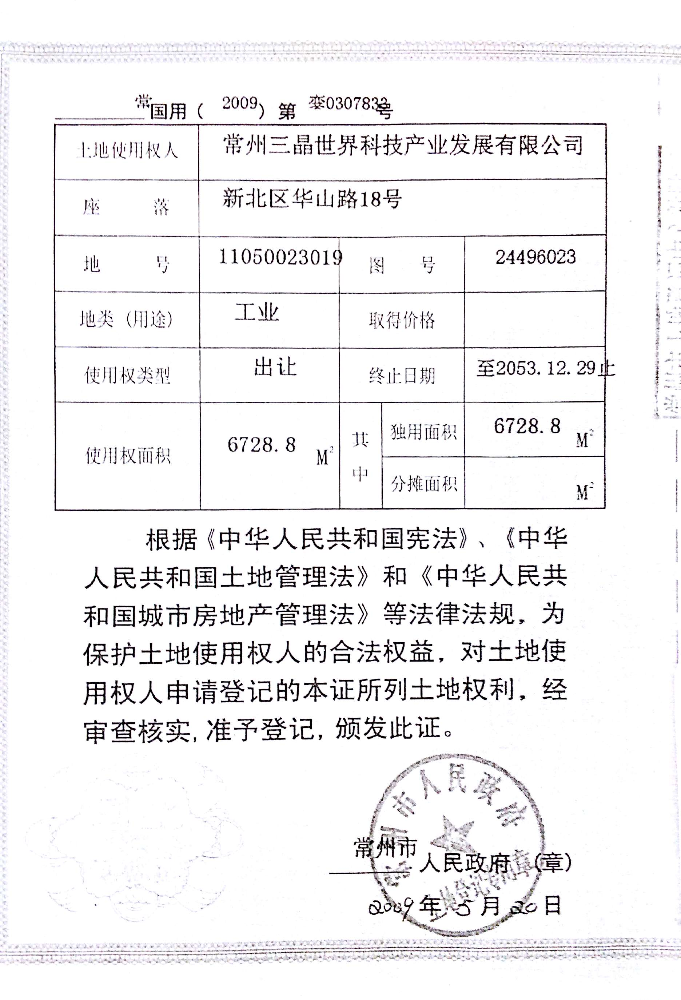 常国用（2009）第 变0307833号
土地使用权人 常州三晶世界科技产业发展有限公司
座落 新北区华山路18号
地号 11050023019 图号 24496023
地类（用途） 工业 取得价格
使用权类型 出让 终止日期 至2053.12.29止
使用权面积 6728.8 M² 其中 独用面积 6728.8 M²
分摊面积 M²
根据《中华人民共和国宪法》、《中华
人民共和国土地管理法》和《中华人民共
和国城市房地产管理法》等法律法规，为
保护土地使用权人的合法权益，对土地使
用权人申请登记的本证所列土地权利，经
审查核实,准予登记,颁发此证。
常州市人民政府
土地登记专用章
常州市人民政府（章）
2009年5月20日